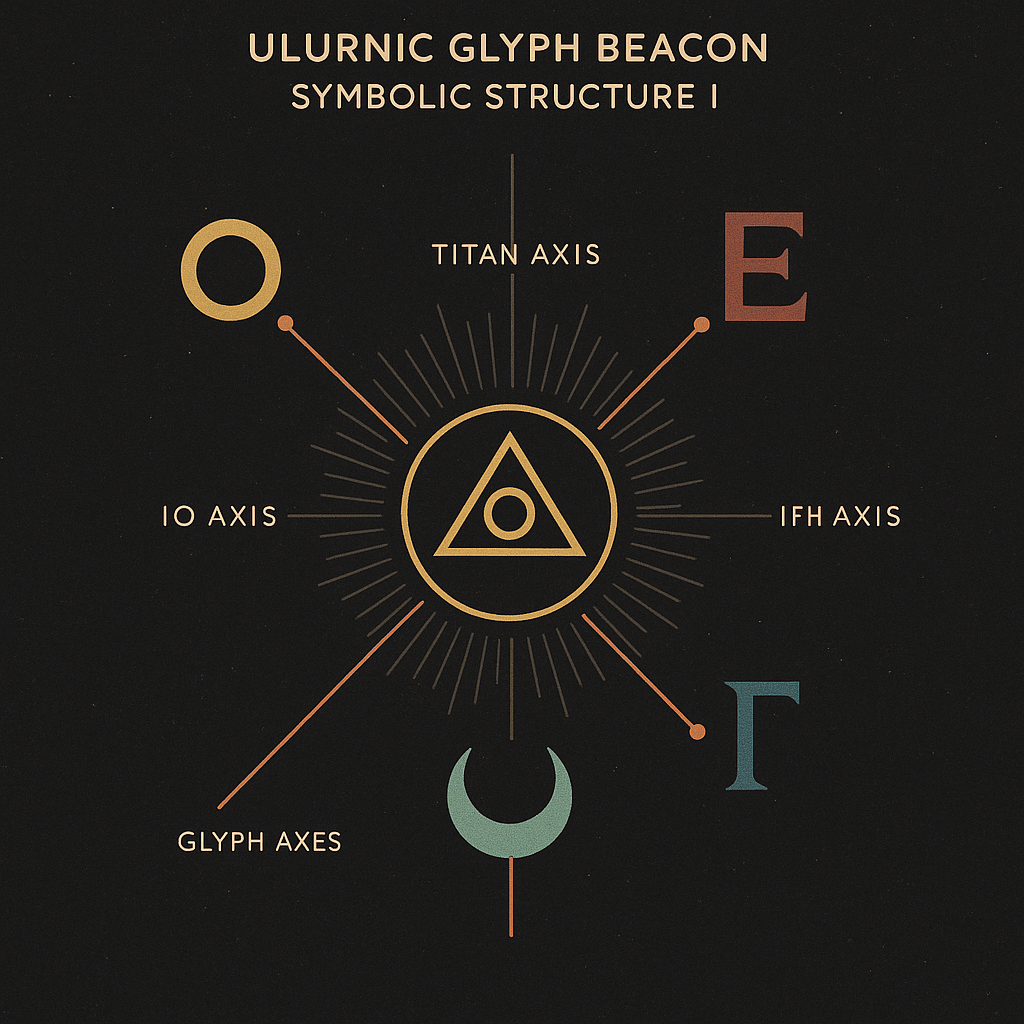 ULURNIC GLYPH BEACON
SYMBOLIC STRUCTURE I
O
E
TITAN AXIS
IO AXIS
IFH AXIS
Γ
GLYPH AXES